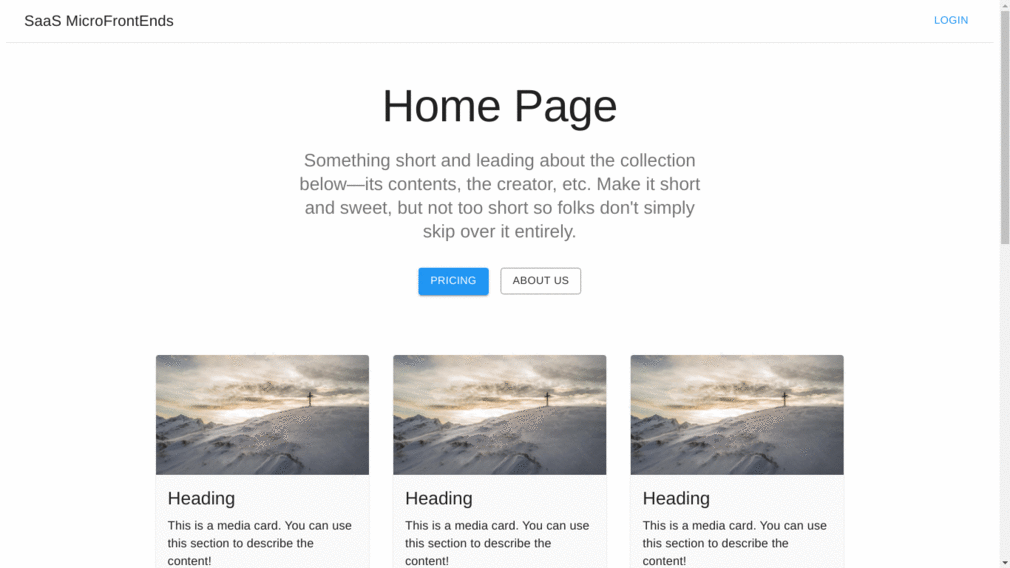 SaaS MicroFrontEnds
LOGIN
Home Page
Something short and leading about the collection
below—its contents, the creator, etc. Make it short
and sweet, but not too short so folks don't simply
skip over it entirely.
PRICING
ABOUT US
Heading
This is a media card. You can use
this section to describe the
content!
Heading
This is a media card. You can use
this section to describe the
content!
Heading
This is a media card. You can use
this section to describe the
content!